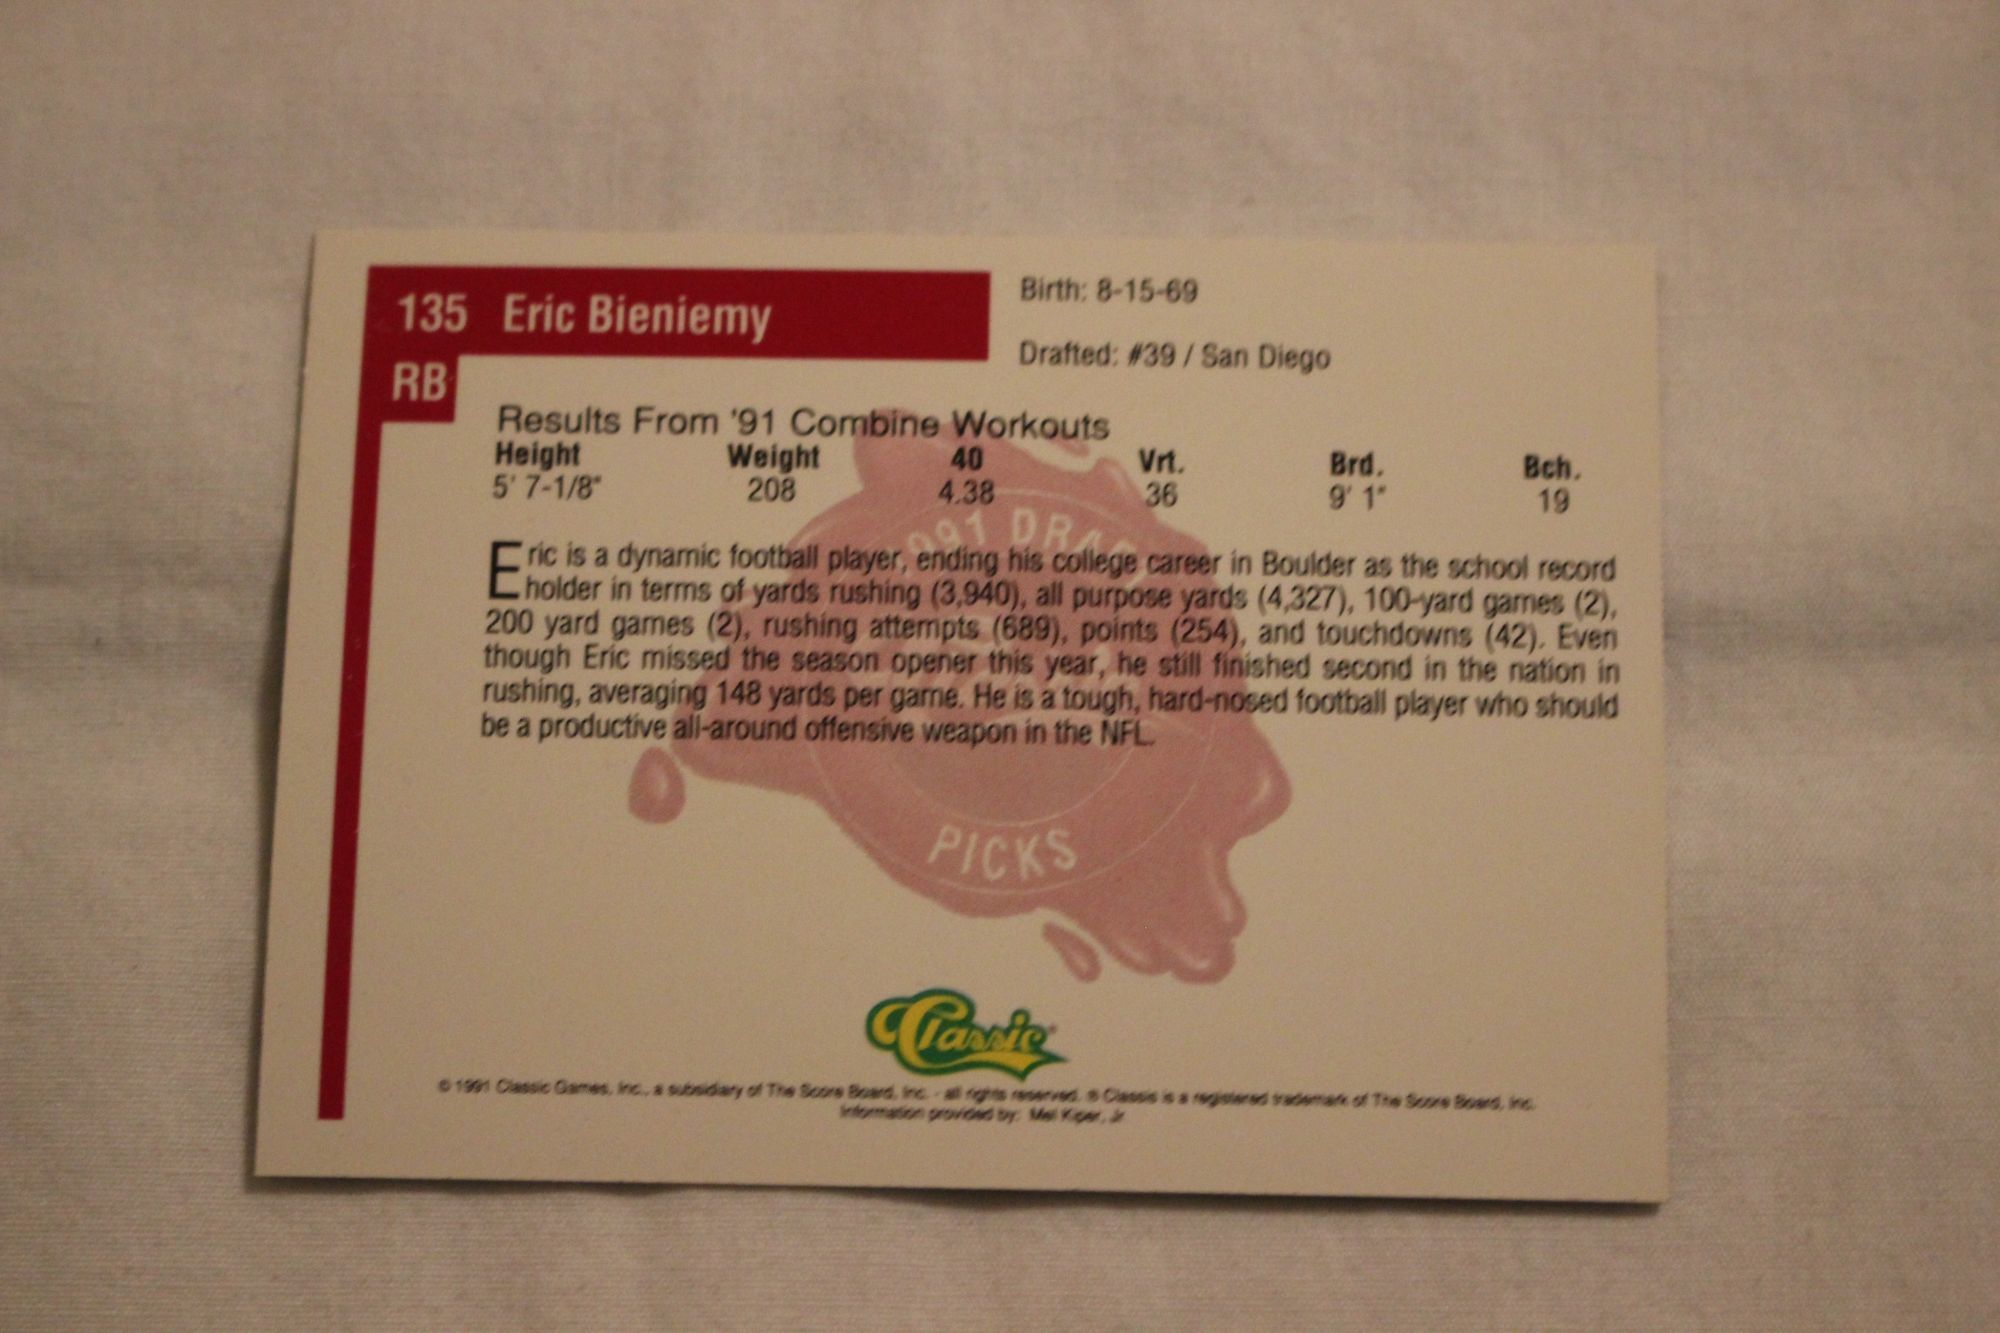 135 Eric Bieniemy
RB
Birth: 8-15-69
Drafted: #39 / San Diego
Results From '91 Combine Workouts
Height Weight 40 Vrt. Brd. Bch.
5' 7-1/8" 208 4.38 36 9' 1" 19
Eric is a dynamic football player, ending his college career in Boulder as the school record
holder in terms of yards rushing (3,940), all purpose yards (4,327), 100-yard games (2),
200 yard games (2), rushing attempts (689), points (254), and touchdowns (42). Even
though Eric missed the season opener this year, he still finished second in the nation in
rushing, averaging 148 yards per game. He is a tough, hard-nosed football player who should
be a productive all-around offensive weapon in the NFL.
1991 DRAFT
PICKS
Classic
© 1991 Classic Games, Inc., a subsidiary of The Score Board, Inc. - all rights reserved. ® Classic is a registered trademark of The Score Board, Inc.
Information provided by: Mel Kiper, Jr.